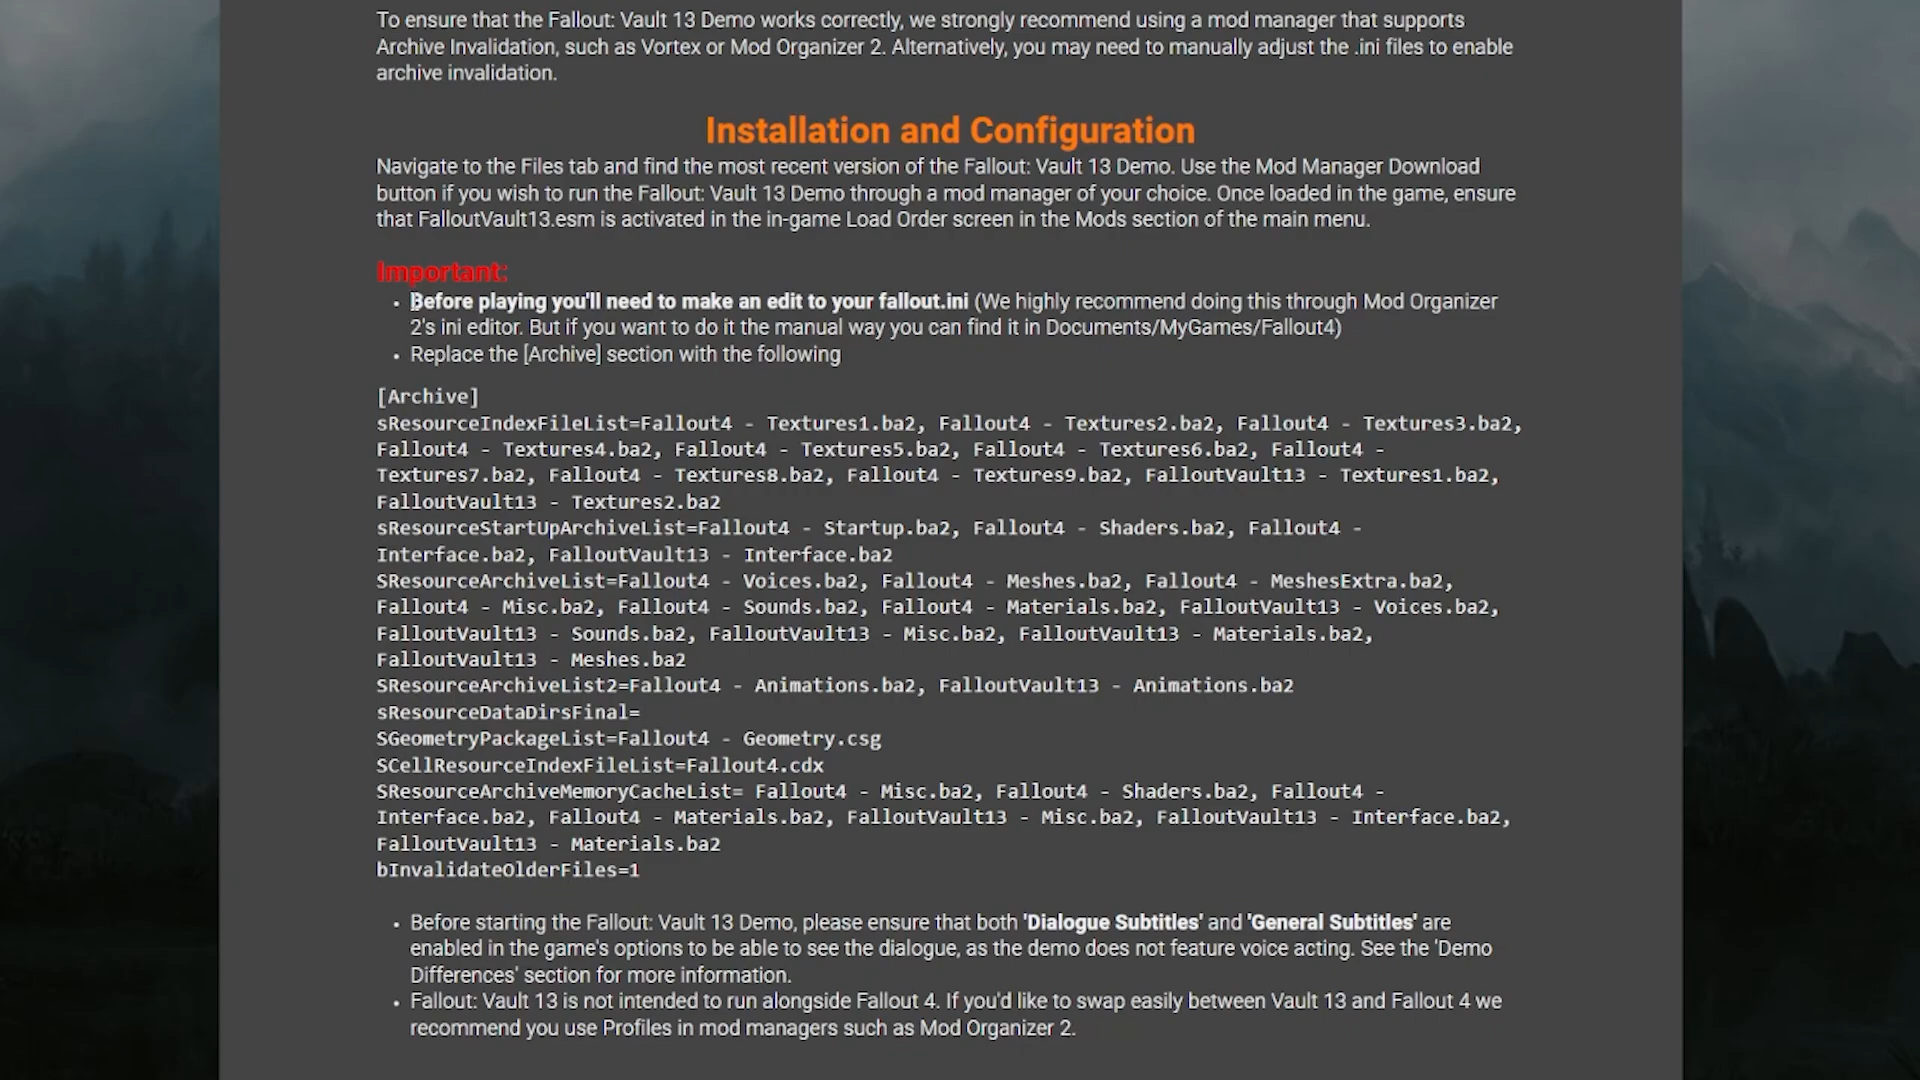 To ensure that the Fallout: Vault 13 Demo works correctly, we strongly recommend using a mod manager that supports
Archive Invalidation, such as Vortex or Mod Organizer 2. Alternatively, you may need to manually adjust the .ini files to enable
archive invalidation.
Installation and Configuration
Navigate to the Files tab and find the most recent version of the Fallout: Vault 13 Demo. Use the Mod Manager Download
button if you wish to run the Fallout: Vault 13 Demo through a mod manager of your choice. Once loaded in the game, ensure
that FalloutVault13.esm is activated in the in-game Load Order screen in the Mods section of the main menu.
Important:
• Before playing you'll need to make an edit to your fallout.ini (We highly recommend doing this through Mod Organizer
2's ini editor. But if you want to do it the manual way you can find it in Documents/MyGames/Fallout4)
• Replace the [Archive] section with the following
[Archive]
sResourceIndexFileList=Fallout4 - Textures1.ba2, Fallout4 - Textures2.ba2, Fallout4 - Textures3.ba2,
Fallout4 - Textures4.ba2, Fallout4 - Textures5.ba2, Fallout4 - Textures6.ba2, Fallout4 -
Textures7.ba2, Fallout4 - Textures8.ba2, Fallout4 - Textures9.ba2, FalloutVault13 - Textures1.ba2,
FalloutVault13 - Textures2.ba2
sResourceStartUpArchiveList=Fallout4 - Startup.ba2, Fallout4 - Shaders.ba2, Fallout4 -
Interface.ba2, FalloutVault13 - Interface.ba2
SResourceArchiveList=Fallout4 - Voices.ba2, Fallout4 - Meshes.ba2, Fallout4 - MeshesExtra.ba2,
Fallout4 - Misc.ba2, Fallout4 - Sounds.ba2, Fallout4 - Materials.ba2, FalloutVault13 - Voices.ba2,
FalloutVault13 - Sounds.ba2, FalloutVault13 - Misc.ba2, FalloutVault13 - Materials.ba2,
FalloutVault13 - Meshes.ba2
SResourceArchiveList2=Fallout4 - Animations.ba2, FalloutVault13 - Animations.ba2
sResourceDataDirsFinal=
SGeometryPackageList=Fallout4 - Geometry.csg
SCellResourceIndexFileList=Fallout4.cdx
SResourceArchiveMemoryCacheList= Fallout4 - Misc.ba2, Fallout4 - Shaders.ba2, Fallout4 -
Interface.ba2, Fallout4 - Materials.ba2, FalloutVault13 - Misc.ba2, FalloutVault13 - Interface.ba2,
FalloutVault13 - Materials.ba2
bInvalidateOlderFiles=1
• Before starting the Fallout: Vault 13 Demo, please ensure that both 'Dialogue Subtitles' and 'General Subtitles' are
enabled in the game's options to be able to see the dialogue, as the demo does not feature voice acting. See the 'Demo
Differences' section for more information.
• Fallout: Vault 13 is not intended to run alongside Fallout 4. If you'd like to swap easily between Vault 13 and Fallout 4 we
recommend you use Profiles in mod managers such as Mod Organizer 2.